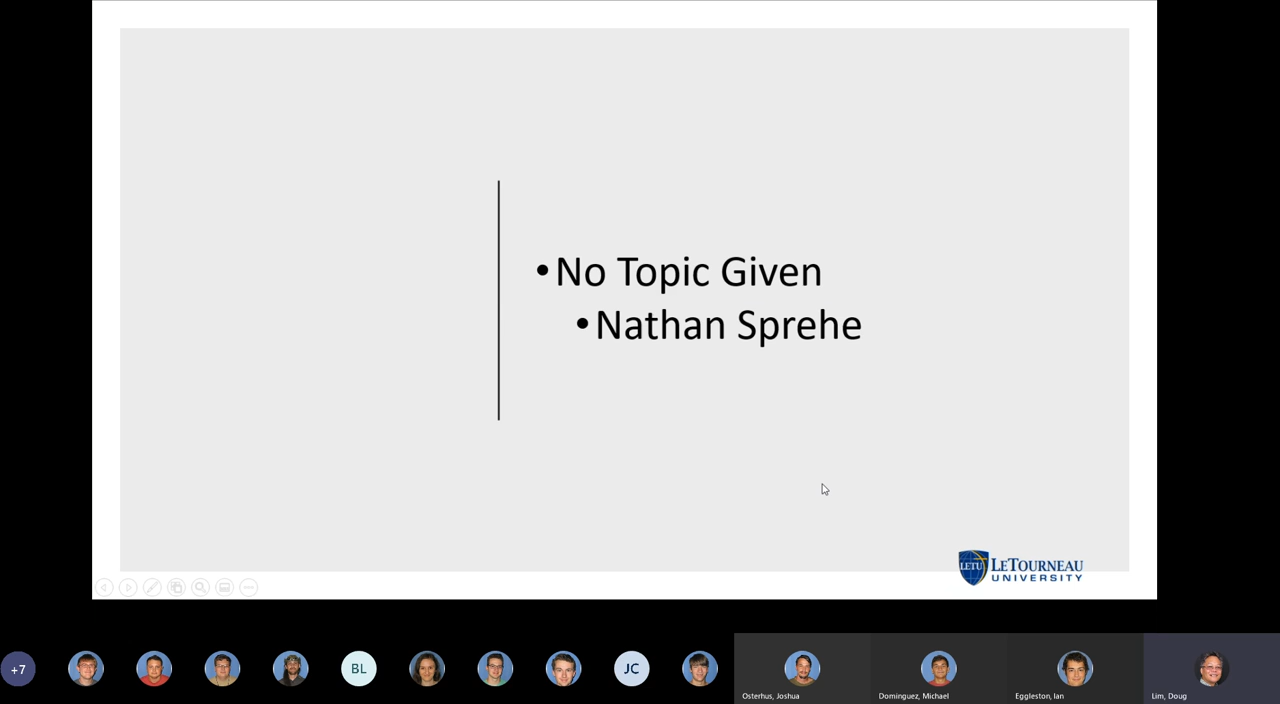 •No Topic Given
•Nathan Sprehe
LETU
LETOURNEAU
UNIVERSITY
+7
BL
JC
Osterhus, Joshua
Dominguez, Michael
Eggleston, Ian
Lim, Doug